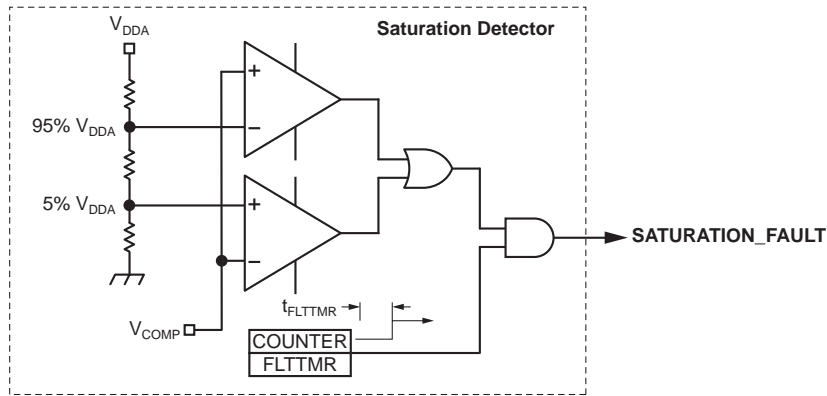 V_DDA
Saturation Detector
+
95% V_DDA
−
5% V_DDA
+
SATURATION_FAULT
−
t_FLTTMR
V_COMP
COUNTER
FLTTMR